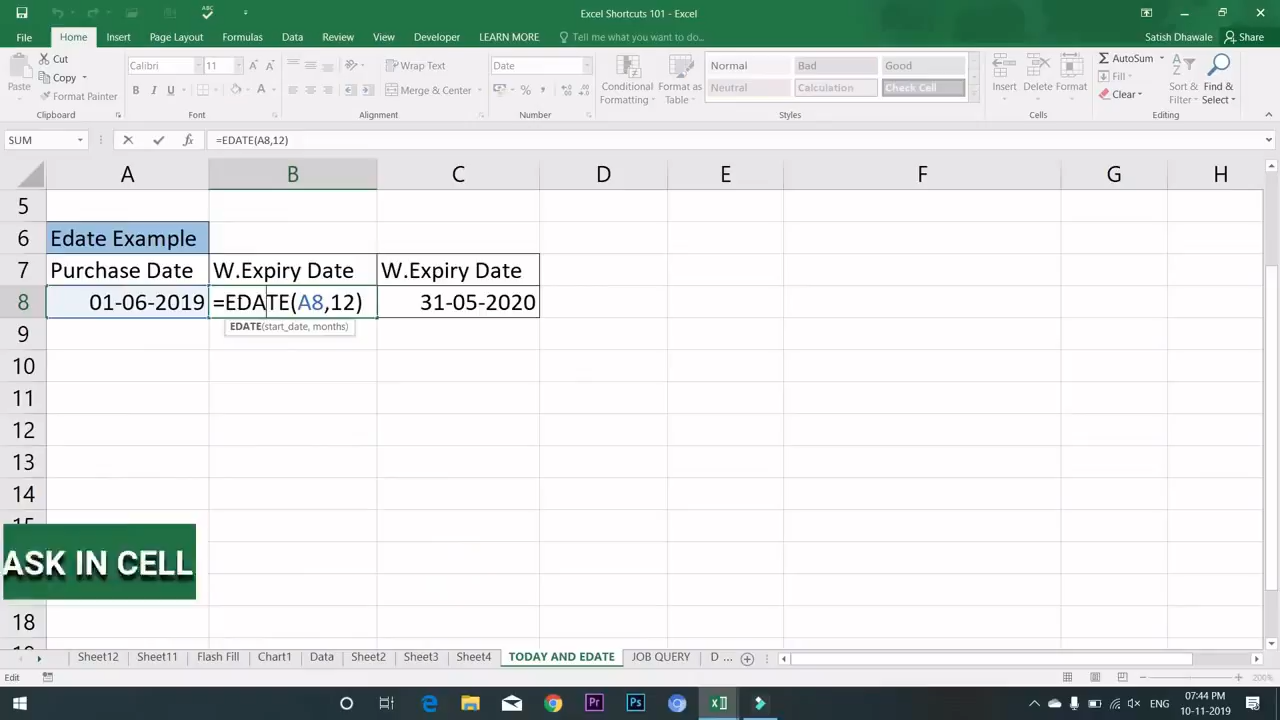 Excel Shortcuts 101 - Excel
File Home Insert Page Layout Formulas Data Review View Developer LEARN MORE Tell me what you want to do... Satish Dhawale Share
Cut
Copy
Format Painter
Paste
Clipboard
Calibri 11
B I U
Font
Wrap Text
Merge & Center
Alignment
Date
%
Number
Conditional Formatting
Format as Table
Normal Bad Good
Neutral Calculation Check Cell
Styles
Insert Delete Format
Cells
AutoSum
Fill
Clear
Sort & Filter
Find & Select
Editing
SUM =EDATE(A8,12)
A B C D E F G H
5
6 Edate Example
7 Purchase Date W.Expiry Date W.Expiry Date
8 01-06-2019 =EDATE(A8,12) 31-05-2020
EDATE(start_date, months)
9
10
11
12
13
14
ASK IN CELL
18
Sheet12 Sheet11 Flash Fill Chart1 Data Sheet2 Sheet3 Sheet4 TODAY AND EDATE JOB QUERY D ...
Edit 200%
ENG 07:44 PM
10-11-2019